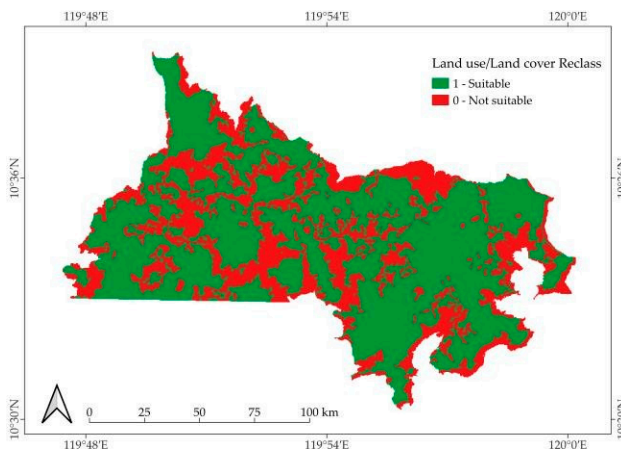 119°48'E 119°54'E 120°0'E
Land use/Land cover Reclass
1 - Suitable
0 - Not suitable
10°36'N
10°30'N
0 25 50 75 100 km
119°48'E 119°54'E 120°0'E